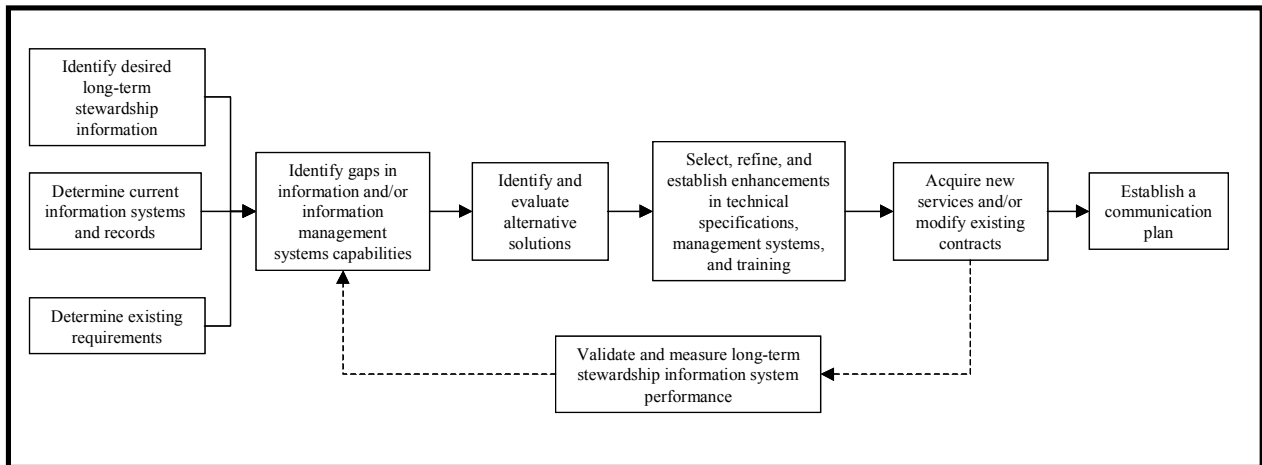 Identify desired
long-term
stewardship
information
Determine current
information systems
and records
Determine existing
requirements
Identify gaps in
information and/or
information
management
systems capabilities
Identify and
evaluate
alternative
solutions
Select, refine, and
establish enhancements
in technical
specifications,
management systems,
and training
Acquire new
services and/or
modify existing
contracts
Establish a
communication
plan
Validate and measure long-term
stewardship information system
performance